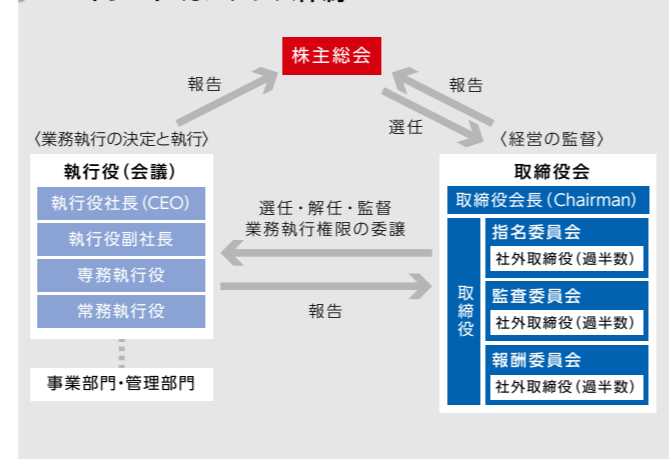 株主総会
報告
報告
選任
〈業務執行の決定と執行〉
〈経営の監督〉
執行役(会議)
執行役社長(CEO)
執行役副社長
専務執行役
常務執行役
事業部門・管理部門
選任・解任・監督
業務執行権限の委譲
報告
取締役会
取締役会長(Chairman)
取締役
指名委員会
社外取締役(過半数)
監査委員会
社外取締役(過半数)
報酬委員会
社外取締役(過半数)